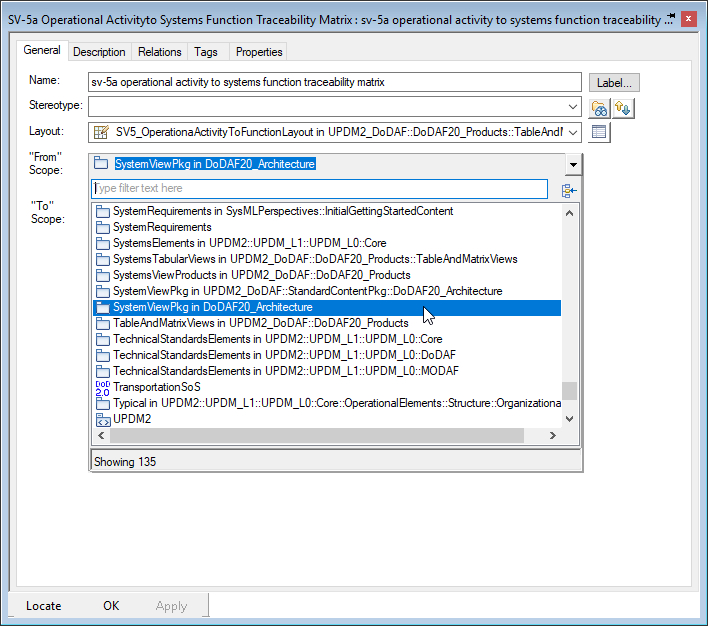 SV-5a Operational Activityto Systems Function Traceability Matrix : sv-5a operational activity to systems function traceability ...
General
Description
Relations
Tags
Properties
Name:
sv-5a operational activity to systems function traceability matrix
Label...
Stereotype:
Layout:
SV5_OperationaActivityToFunctionLayout in UPDM2_DoDAF::DoDAF20_Products::TableAndM
"From"
Scope:
SystemViewPkg in DoDAF20_Architecture
Type filter text here
"To"
Scope:
SystemRequirements in SysMLPerspectives::InitialGettingStartedContent
SystemRequirements
SystemsElements in UPDM2::UPDM_L1::UPDM_L0::Core
SystemsTabularViews in UPDM2_DoDAF::DoDAF20_Products::TableAndMatrixViews
SystemsViewProducts in UPDM2_DoDAF::DoDAF20_Products
SystemViewPkg in UPDM2_DoDAF::StandardContentPkg::DoDAF20_Architecture
SystemViewPkg in DoDAF20_Architecture
TableAndMatrixViews in UPDM2_DoDAF::DoDAF20_Products
TechnicalStandardsElements in UPDM2::UPDM_L1::UPDM_L0::Core
TechnicalStandardsElements in UPDM2::UPDM_L1::UPDM_L0::DoDAF
TechnicalStandardsElements in UPDM2::UPDM_L1::UPDM_L0::MODAF
DoD 2.0 TransportationSoS
Typical in UPDM2::UPDM_L1::UPDM_L0::Core::OperationalElements::Structure::Organizationa
UPDM2
Showing 135
Locate
OK
Apply